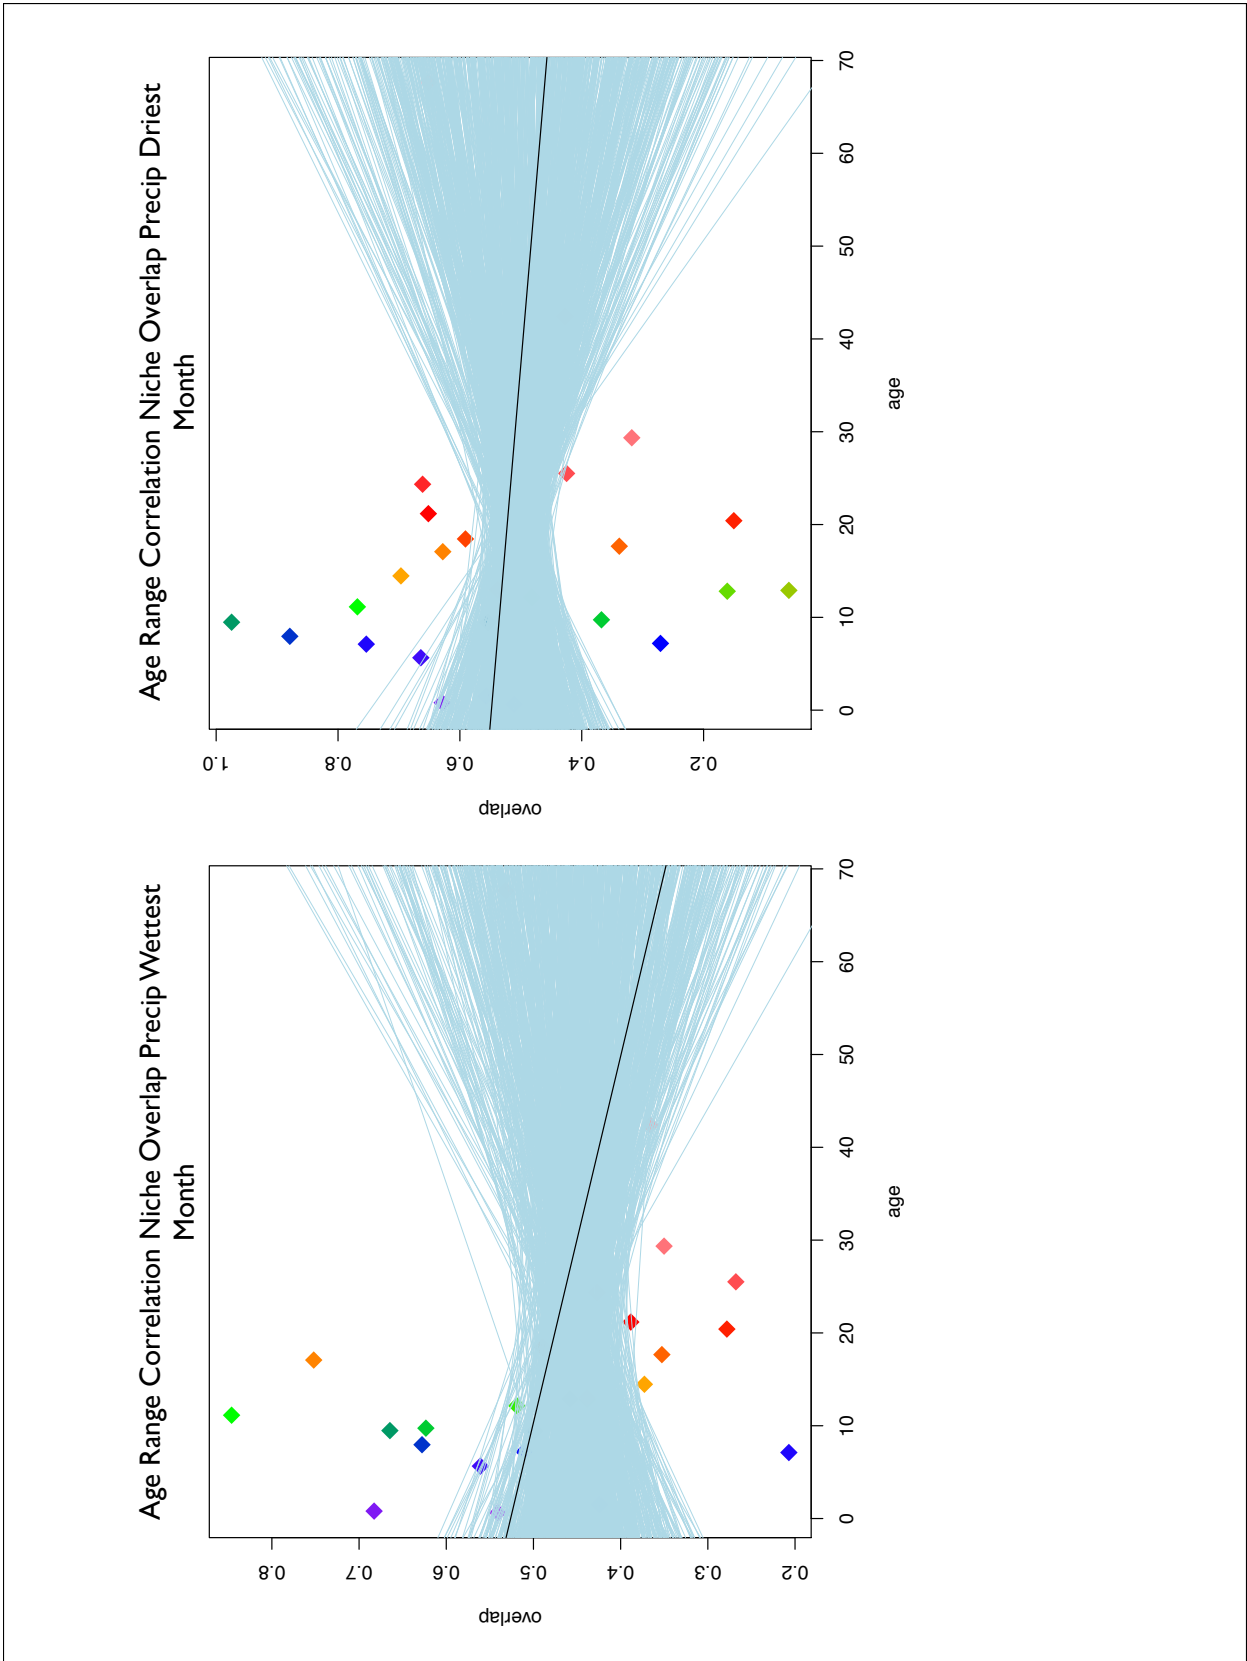 Age Range Correlation Niche Overlap Precip Wettest
Month
overlap
0.2
0.3
0.4
0.5
0.6
0.7
0.8
0 10 20 30 40 50 60 70
age
Age Range Correlation Niche Overlap Precip Driest
Month
overlap
0.2
0.4
0.6
0.8
1.0
0 10 20 30 40 50 60 70
age